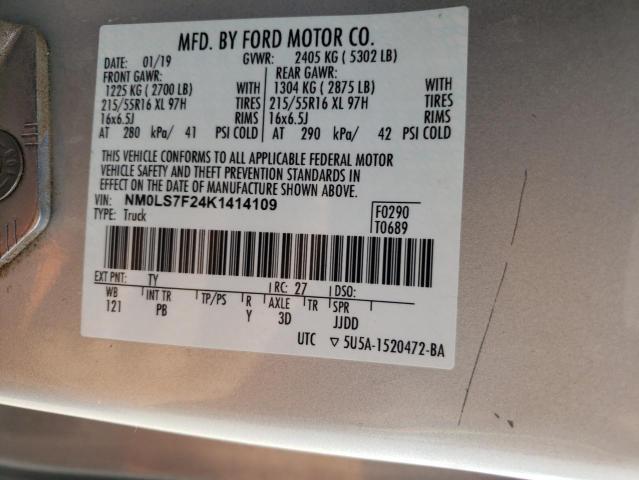 MFD. BY FORD MOTOR CO.
DATE: 01/19 GVWR: 2405 KG ( 5302 LB)
FRONT GAWR: REAR GAWR:
1225 KG ( 2700 LB) WITH 1304 KG ( 2875 LB) WITH
215/55R16 XL 97H TIRES 215/55R16 XL 97H TIRES
16x6.5J RIMS 16x6.5J RIMS
AT 280 kPa/ 41 PSI COLD AT 290 kPa/ 42 PSI COLD
THIS VEHICLE CONFORMS TO ALL APPLICABLE FEDERAL MOTOR
VEHICLE SAFETY AND THEFT PREVENTION STANDARDS IN
EFFECT ON THE DATE OF MANUFACTURE SHOWN ABOVE.
VIN: NM0LS7F24K1414109 F0290
TYPE: Truck T0689
EXT PNT: TY RC: 27 DSO:
WB INT TR TP/PS R AXLE TR SPR
121 PB Y 3D JJDD
UTC ▽ 5U5A-1520472-BA